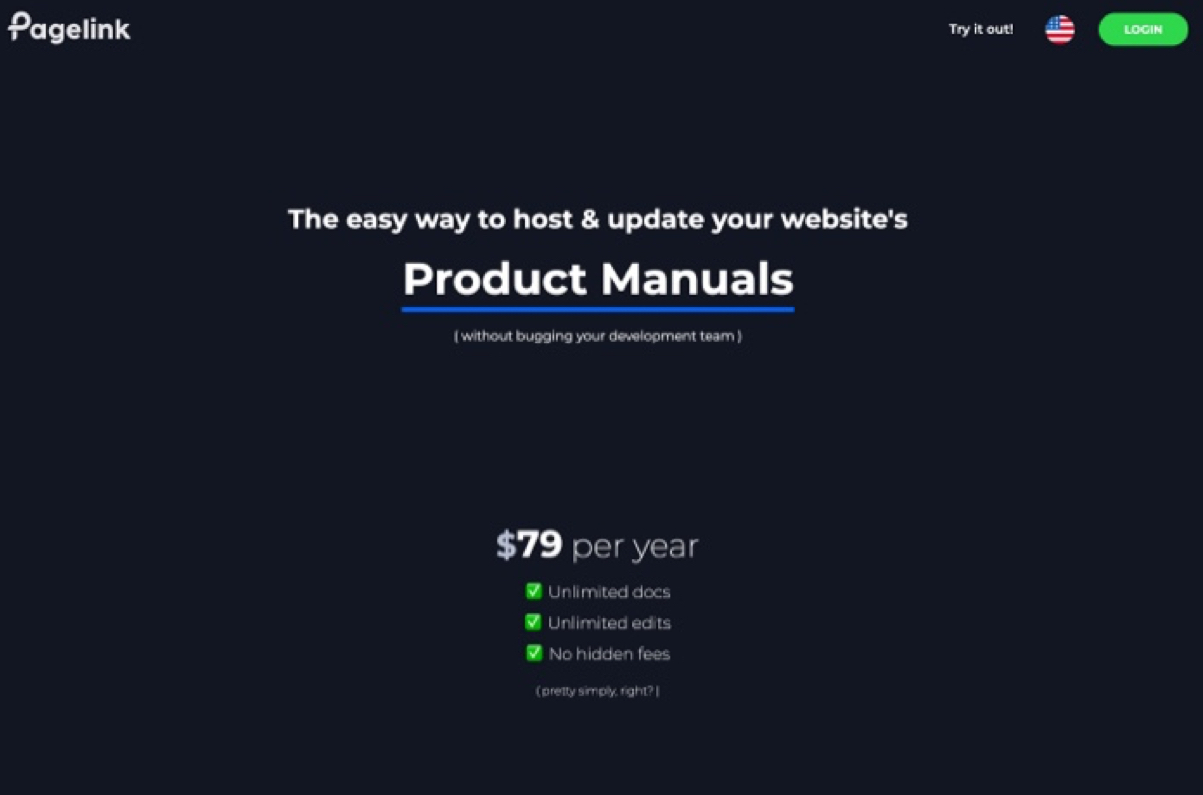 Pagelink
Try it out!
LOGIN
The easy way to host & update your website's
Product Manuals
( without bugging your development team )
$79 per year
✅ Unlimited docs
✅ Unlimited edits
✅ No hidden fees
( pretty simply, right? )